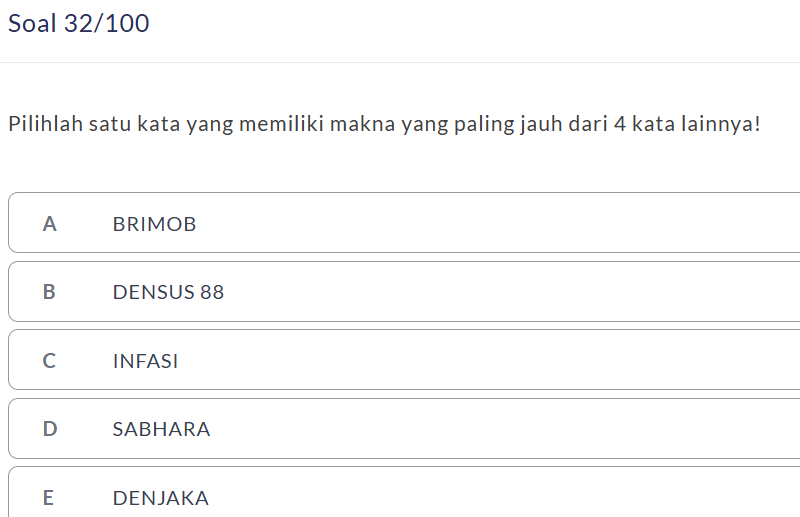 Soal 32/100
Pilihlah satu kata yang memiliki makna yang paling jauh dari 4 kata lainnya!
A BRIMOB
B DENSUS 88
C INFASI
D SABHARA
E DENJAKA